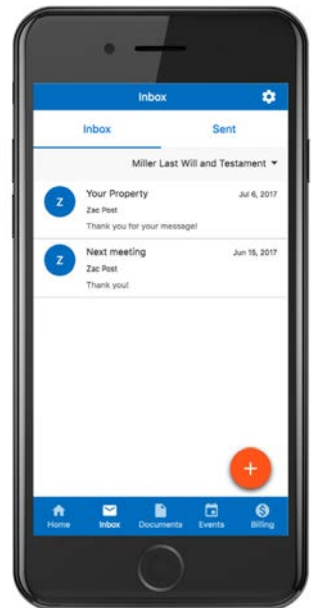 Inbox
Inbox Sent
Miller Last Will and Testament
Z Your Property Jul 6, 2017
Zac Post
Thank you for your message!
Z Next meeting Jun 15, 2017
Zac Post
Thank you!
+
Home Inbox Documents Events Billing